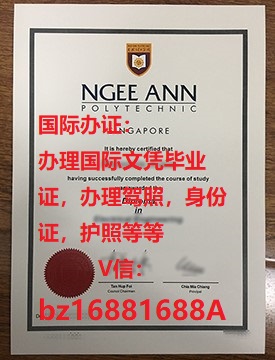 NGEE ANN
POLYTECHNIC
SINGAPORE
It is hereby certified that
国际办证：
办理国际文凭毕业
having successfully completed the course of study
证，办理驾照，身份
Diploma
in
证，护照等等
V信：
bz16881688A
Tan Hup Foi
Chia Mia Chiang
Council Chairman
Principal